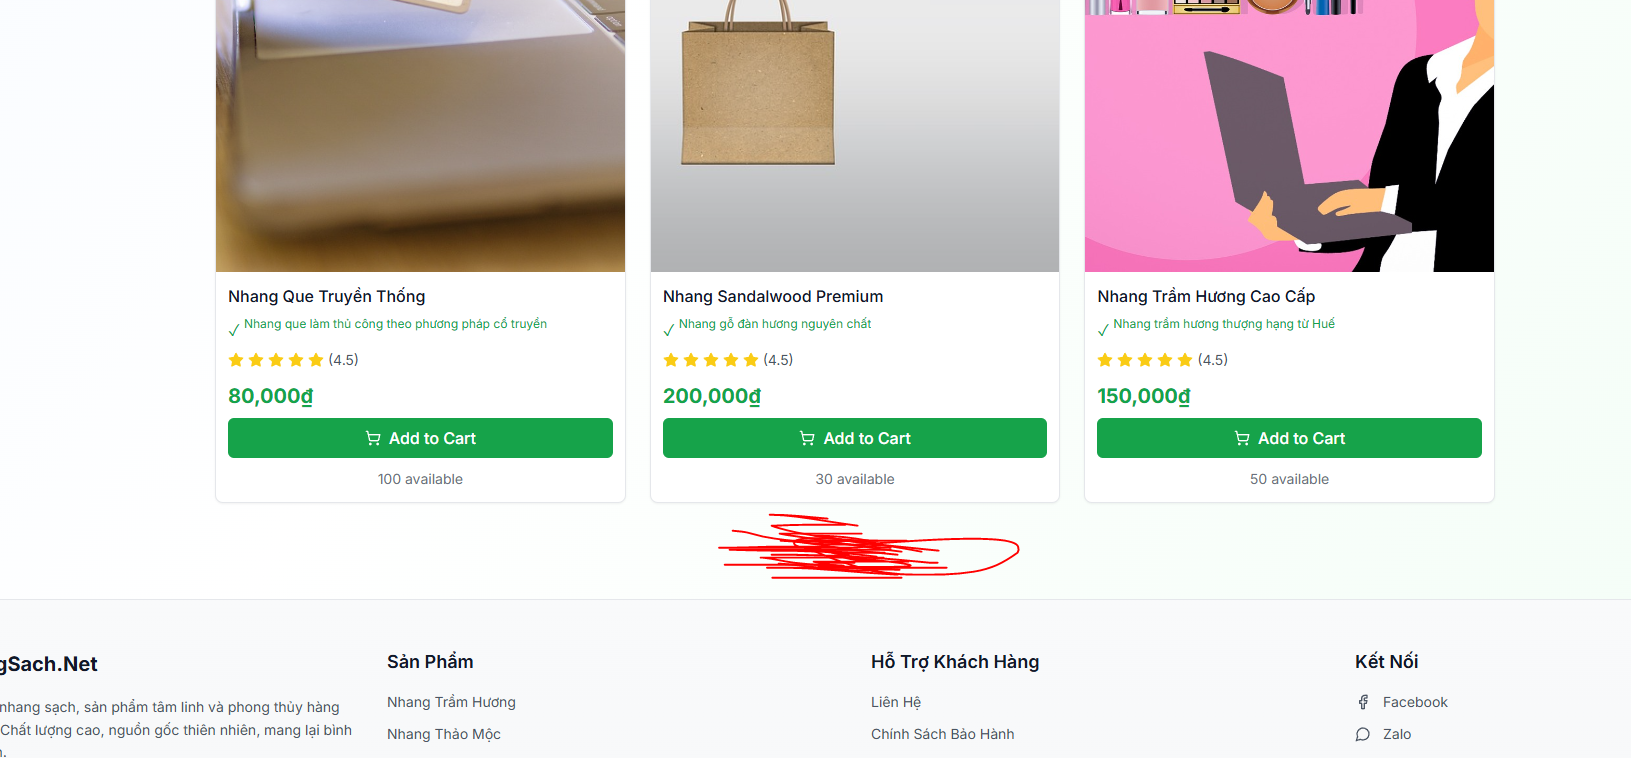 Nhang Que Truyền Thống
Nhang que làm thủ công theo phương pháp cổ truyền
(4.5)
80,000₫
Add to Cart
100 available
Nhang Sandalwood Premium
Nhang gỗ đàn hương nguyên chất
(4.5)
200,000₫
Add to Cart
30 available
Nhang Trầm Hương Cao Cấp
Nhang trầm hương thượng hạng từ Huế
(4.5)
150,000₫
Add to Cart
50 available
gSach.Net
nhang sạch, sản phẩm tâm linh và phong thủy hàng
Chất lượng cao, nguồn gốc thiên nhiên, mang lại bình
Sản Phẩm
Nhang Trầm Hương
Nhang Thảo Mộc
Hỗ Trợ Khách Hàng
Liên Hệ
Chính Sách Bảo Hành
Kết Nối
Facebook
Zalo